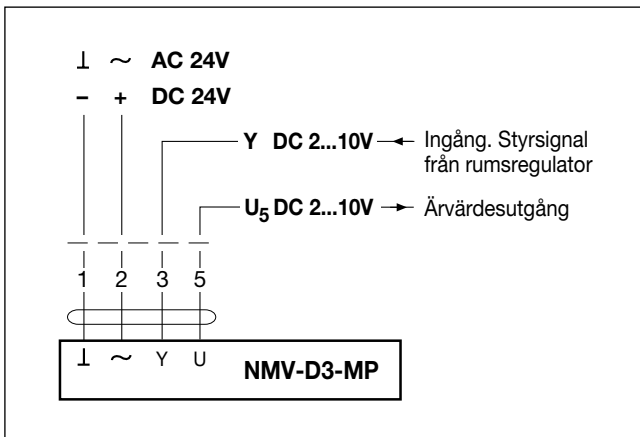 ⊥ ~ AC 24V
– + DC 24V
Y DC 2...10V Ingång. Styrsignal
från rumsregulator
U5 DC 2...10V Ärvärdesutgång
1 2 3 5
⊥ ~ Y U NMV-D3-MP